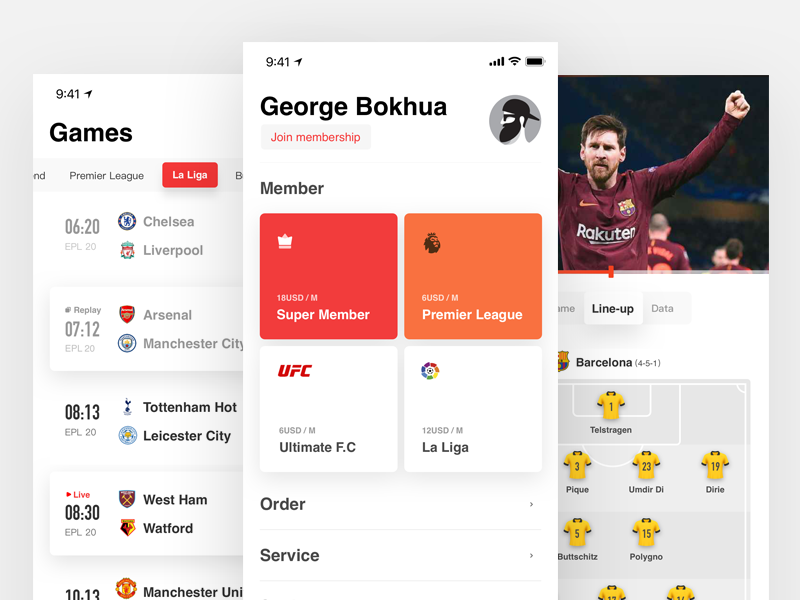 9:41
Games
nd
Premier League
La Liga
06:20
EPL 20
Chelsea
Liverpool
Replay
07:12
EPL 20
Arsenal
Manchester City
08:13
EPL 20
Tottenham Hot
Leicester City
Live
08:30
EPL 20
West Ham
Watford
10:13
Manchester Uni
9:41
George Bokhua
Join membership
Member
18USD / M
Super Member
6USD / M
Premier League
UFC
6USD / M
Ultimate F.C
12USD / M
La Liga
Order
Service
Rakuten
ame
Line-up
Data
Barcelona (4-5-1)
1
Telstragen
3
Pique
23
Umdir Di
19
Dirie
5
Buttschitz
15
Polygno